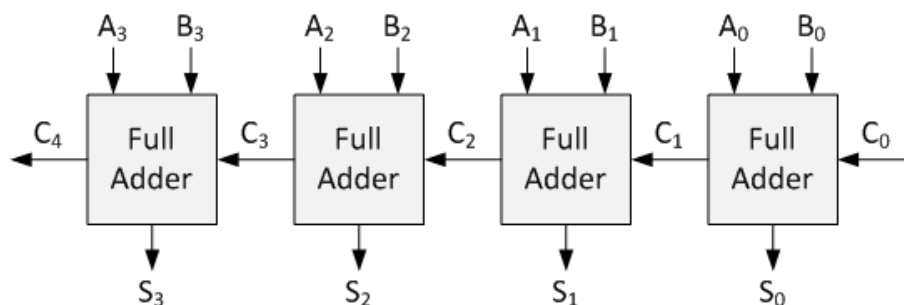 A₃ B₃ A₂ B₂ A₁ B₁ A₀ B₀
C₄ Full Adder C₃ Full Adder C₂ Full Adder C₁ Full Adder C₀
S₃ S₂ S₁ S₀